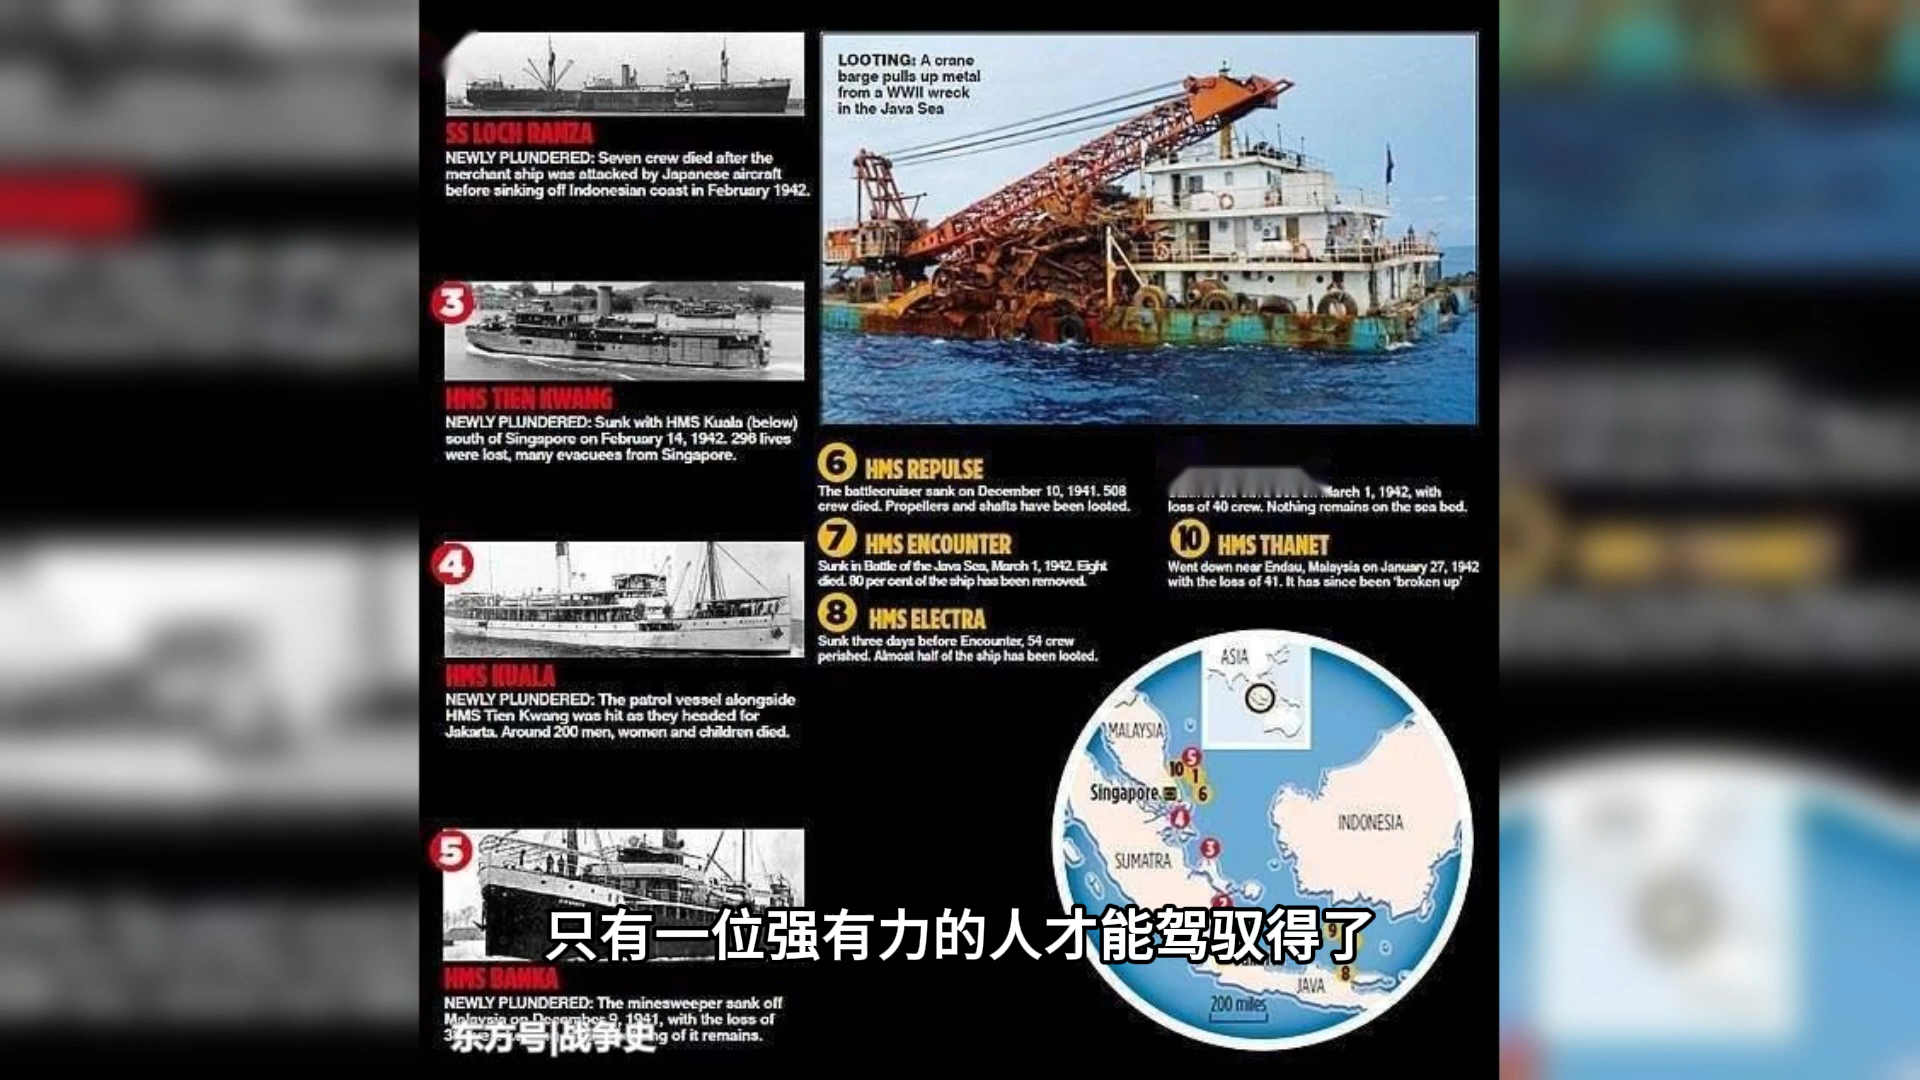 SS LOCH RANZA
NEWLY PLUNDERED: Seven crew died after the
merchant ship was attacked by Japanese aircraft
before sinking off Indonesian coast in February 1942.
3
HMS TIEN KWANG
NEWLY PLUNDERED: Sunk with HMS Kuala (below)
south of Singapore on February 14, 1942. 296 lives
were lost, many evacuees from Singapore.
4
HMS KUALA
NEWLY PLUNDERED: The patrol vessel alongside
HMS Tien Kwang was hit as they headed for
Jakarta. Around 200 men, women and children died.
5
HMS BANKA
NEWLY PLUNDERED: The minesweeper sank off
Malaysia on December 9, 1941, with the loss of
of it remains.
LOOTING: A crane
barge pulls up metal
from a WWII wreck
in the Java Sea
6 HMS REPULSE
The battlecruiser sank on December 10, 1941. 508
crew died. Propellers and shafts have been looted.
7 HMS ENCOUNTER
Sunk in Battle of the Java Sea, March 1, 1942. Eight
died. 80 per cent of the ship has been removed.
8 HMS ELECTRA
Sunk three days before Encounter, 54 crew
perished. Almost half of the ship has been looted.
March 1, 1942, with
loss of 40 crew. Nothing remains on the sea bed.
10 HMS THANET
Went down near Endau, Malaysia on January 27, 1942
with the loss of 41. It has since been 'broken up'
ASIA
MALAYSIA
5
10 1
Singapore 6
4
INDONESIA
3
SUMATRA
2
9
8
JAVA
200 miles
只有一位强有力的人才能驾驭得了
东方号|战争史